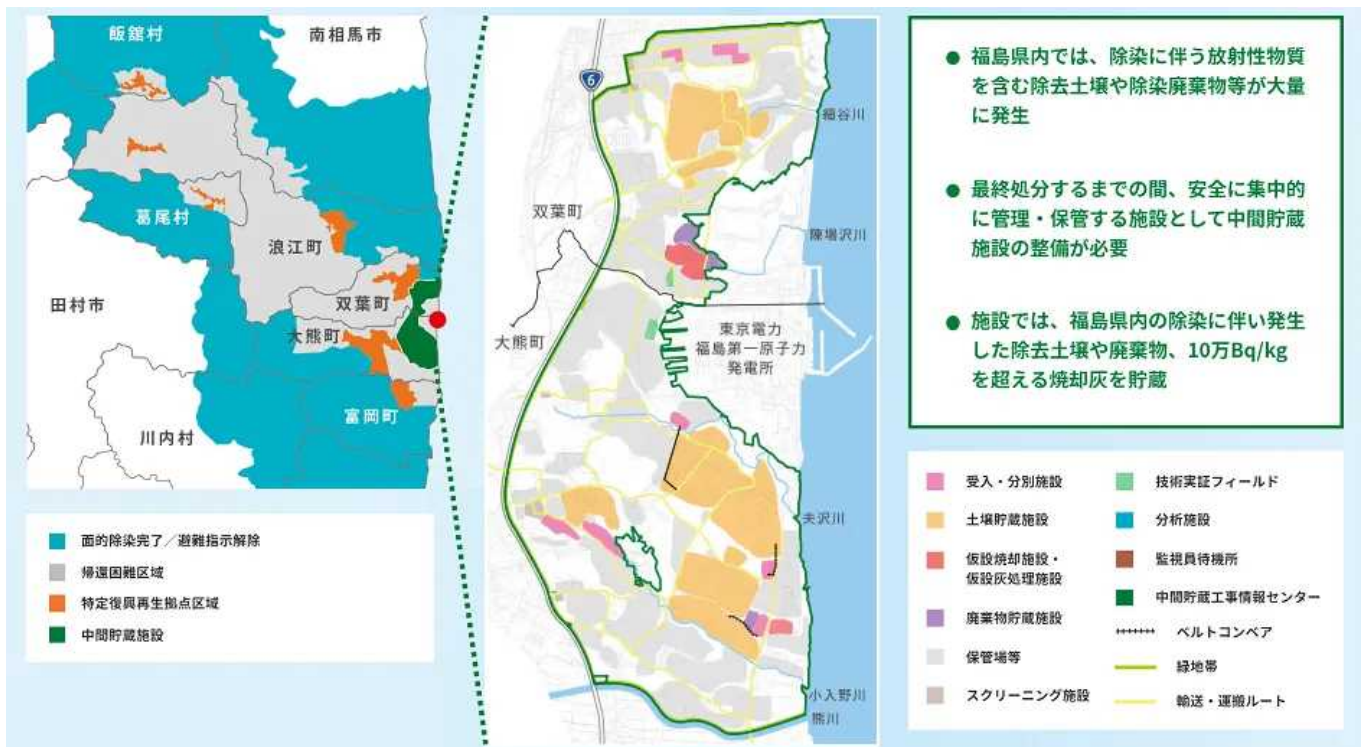 飯舘村
南相馬市
葛尾村
浪江町
田村市
双葉町
大熊町
富岡町
川内村
面的除染完了／避難指示解除
帰還困難区域
特定復興再生拠点区域
中間貯蔵施設
6
細谷川
双葉町
陳場沢川
大熊町
東京電力
福島第一原子力
発電所
夫沢川
小入野川
熊川
● 福島県内では、除染に伴う放射性物質
を含む除去土壌や除染廃棄物等が大量
に発生
● 最終処分するまでの間、安全に集中的
に管理・保管する施設として中間貯蔵
施設の整備が必要
● 施設では、福島県内の除染に伴い発生
した除去土壌や廃棄物、10万Bq/kg
を超える焼却灰を貯蔵
受入・分別施設
土壌貯蔵施設
仮設焼却施設・
仮設灰処理施設
廃棄物貯蔵施設
保管場等
スクリーニング施設
技術実証フィールド
分析施設
監視員待機所
中間貯蔵工事情報センター
ベルトコンベア
緑地帯
輸送・運搬ルート